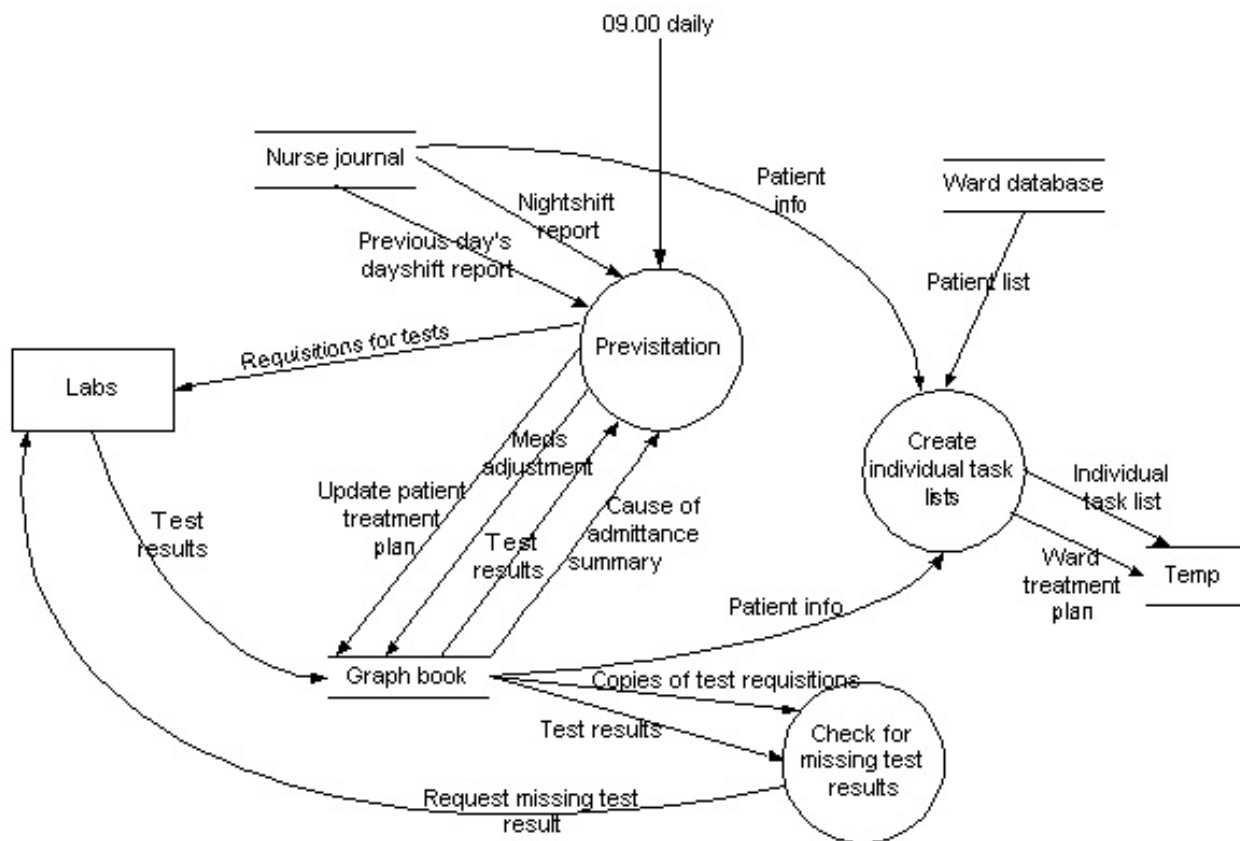 09.00 daily
Nurse journal
Patient
info
Ward database
Nightshift
report
Previous day's
dayshift report
Patient list
Requisitions for tests
Previsitation
Labs
Create
individual task
lists
Meds
adjustment
Individual
task list
Update patient
treatment
plan
Cause of
admittance
summary
Test
results
Test
results
Ward
treatment
plan
Temp
Patient info
Graph book
Copies of test requisitions
Test results
Check for
missing test
results
Request missing test
result